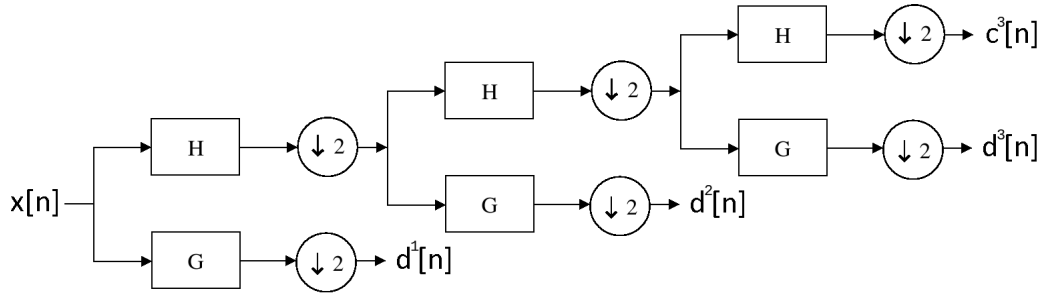 H ↓ 2 c³[n]
H ↓ 2
G ↓ 2 d³[n]
H ↓ 2
G ↓ 2 d²[n]
x[n]
G ↓ 2 d¹[n]